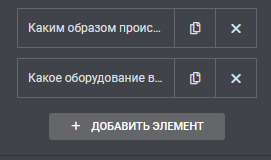 Каким образом проис...
Какое оборудование в...
+ ДОБАВИТЬ ЭЛЕМЕНТ